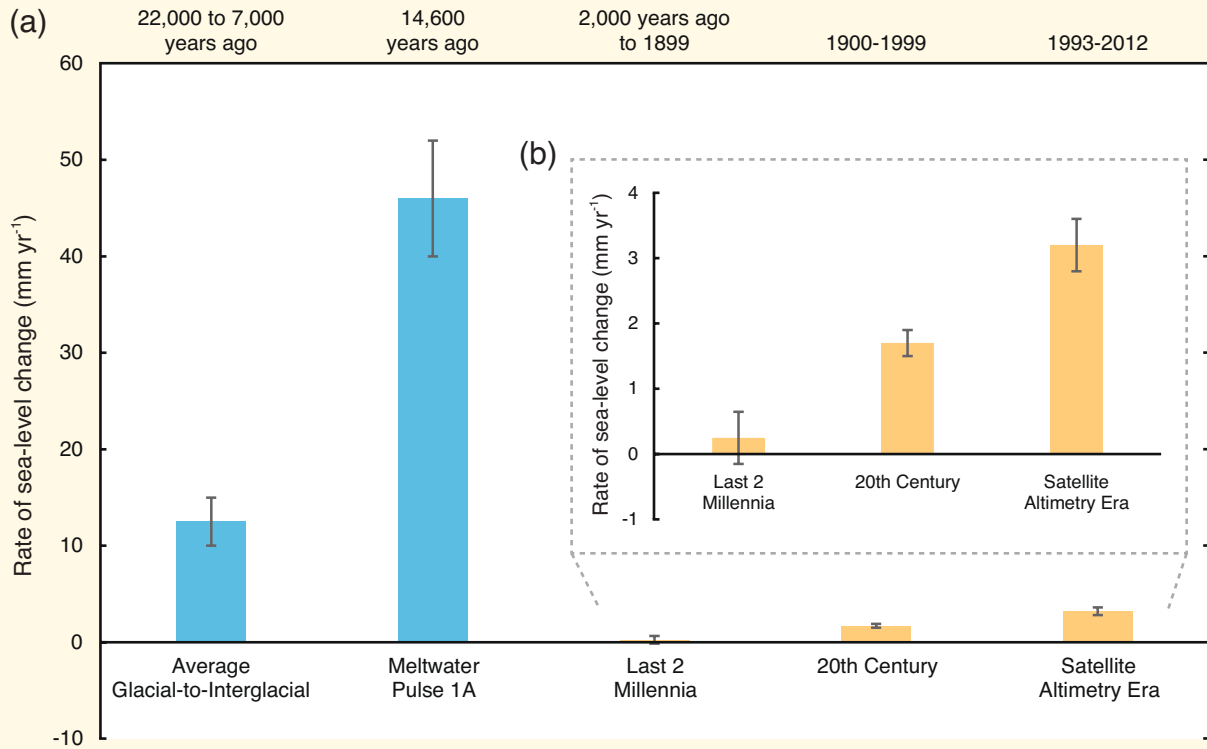 (a)
22,000 to 7,000
years ago
14,600
years ago
2,000 years ago
to 1899
1900-1999
1993-2012
Rate of sea-level change (mm yr⁻¹)
60
50
40
30
20
10
0
-10
Average
Glacial-to-Interglacial
Meltwater
Pulse 1A
Last 2
Millennia
20th Century
Satellite
Altimetry Era
(b)
Rate of sea-level change (mm yr⁻¹)
4
3
2
1
0
-1
Last 2
Millennia
20th Century
Satellite
Altimetry Era